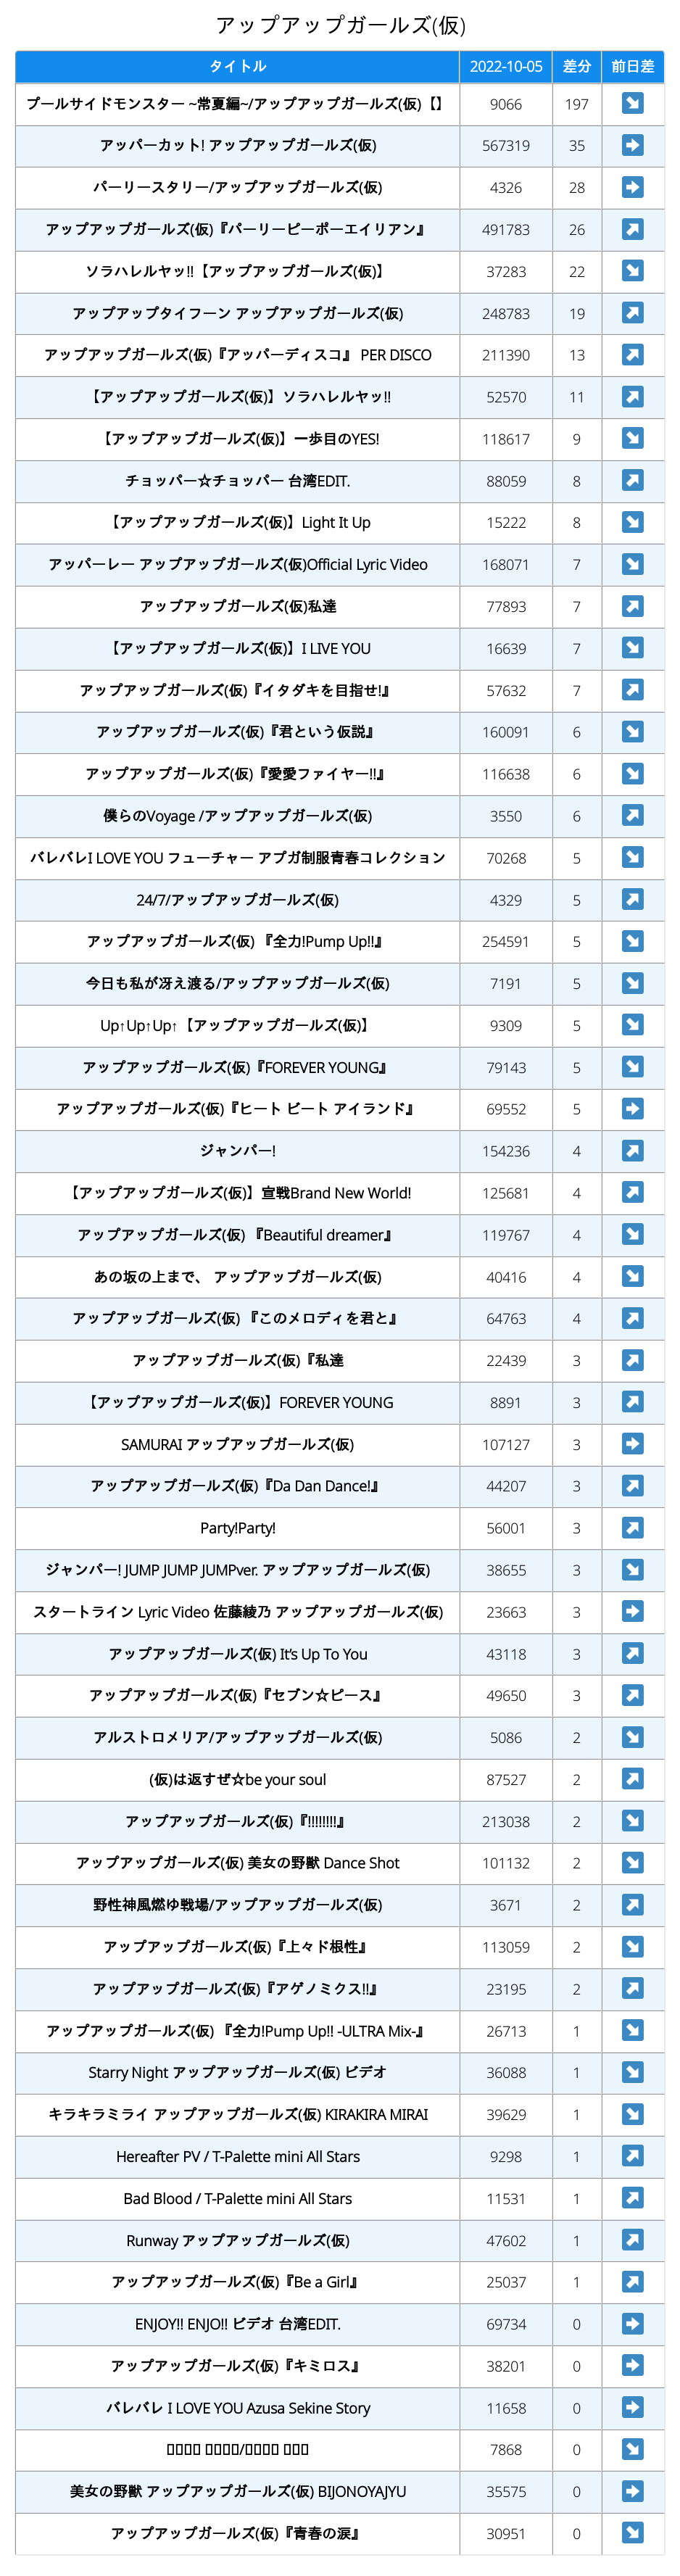 アップアップガールズ(仮)
タイトル 2022-10-05 差分 前日差
プールサイドモンスター ~常夏編~/アップアップガールズ(仮)【】 9066 197
アッパーカット! アップアップガールズ(仮) 567319 35
パーリースタリー/アップアップガールズ(仮) 4326 28
アップアップガールズ(仮)『パーリーピーポーエイリアン』 491783 26
ソラハレルヤッ!!【アップアップガールズ(仮)】 37283 22
アップアップタイフーン アップアップガールズ(仮) 248783 19
アップアップガールズ(仮)『アッパーディスコ』 PER DISCO 211390 13
【アップアップガールズ(仮)】ソラハレルヤッ!! 52570 11
【アップアップガールズ(仮)】一歩目のYES! 118617 9
チョッパー☆チョッパー 台湾EDIT. 88059 8
【アップアップガールズ(仮)】Light It Up 15222 8
アッパーレー アップアップガールズ(仮)Official Lyric Video 168071 7
アップアップガールズ(仮)私達 77893 7
【アップアップガールズ(仮)】I LIVE YOU 16639 7
アップアップガールズ(仮)『イタダキを目指せ!』 57632 7
アップアップガールズ(仮)『君という仮説』 160091 6
アップアップガールズ(仮)『愛愛ファイヤー!!』 116638 6
僕らのVoyage /アップアップガールズ(仮) 3550 6
バレバレI LOVE YOU フューチャー アプガ制服青春コレクション 70268 5
24/7/アップアップガールズ(仮) 4329 5
アップアップガールズ(仮) 『全力!Pump Up!!』 254591 5
今日も私が冴え渡る/アップアップガールズ(仮) 7191 5
Up↑Up↑Up↑【アップアップガールズ(仮)】 9309 5
アップアップガールズ(仮)『FOREVER YOUNG』 79143 5
アップアップガールズ(仮)『ヒート ビート アイランド』 69552 5
ジャンパー! 154236 4
【アップアップガールズ(仮)】宣戦Brand New World! 125681 4
アップアップガールズ(仮) 『Beautiful dreamer』 119767 4
あの坂の上まで、 アップアップガールズ(仮) 40416 4
アップアップガールズ(仮) 『このメロディを君と』 64763 4
アップアップガールズ(仮)『私達 22439 3
【アップアップガールズ(仮)】FOREVER YOUNG 8891 3
SAMURAI アップアップガールズ(仮) 107127 3
アップアップガールズ(仮)『Da Dan Dance!』 44207 3
Party!Party! 56001 3
ジャンパー! JUMP JUMP JUMPver. アップアップガールズ(仮) 38655 3
スタートライン Lyric Video 佐藤綾乃 アップアップガールズ(仮) 23663 3
アップアップガールズ(仮) It's Up To You 43118 3
アップアップガールズ(仮)『セブン☆ピース』 49650 3
アルストロメリア/アップアップガールズ(仮) 5086 2
(仮)は返すぜ☆be your soul 87527 2
アップアップガールズ(仮)『!!!!!!!!』 213038 2
アップアップガールズ(仮) 美女の野獣 Dance Shot 101132 2
野性神風燃ゆ戦場/アップアップガールズ(仮) 3671 2
アップアップガールズ(仮)『上々ド根性』 113059 2
アップアップガールズ(仮)『アゲノミクス!!』 23195 2
アップアップガールズ(仮) 『全力!Pump Up!! -ULTRA Mix-』 26713 1
Starry Night アップアップガールズ(仮) ビデオ 36088 1
キラキラミライ アップアップガールズ(仮) KIRAKIRA MIRAI 39629 1
Hereafter PV / T-Palette mini All Stars 9298 1
Bad Blood / T-Palette mini All Stars 11531 1
Runway アップアップガールズ(仮) 47602 1
アップアップガールズ(仮)『Be a Girl』 25037 1
ENJOY!! ENJO!! ビデオ 台湾EDIT. 69734 0
アップアップガールズ(仮)『キミロス』 38201 0
バレバレ I LOVE YOU Azusa Sekine Story 11658 0
7868 0
美女の野獣 アップアップガールズ(仮) BIJONOYAJYU 35575 0
アップアップガールズ(仮)『青春の涙』 30951 0